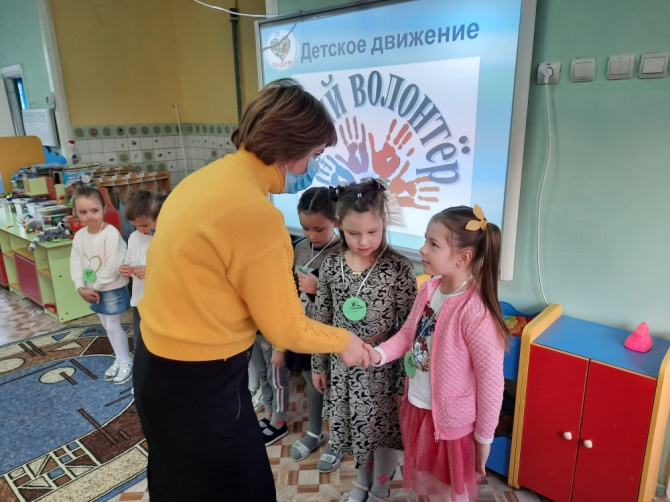 Детское движение
й волонтёр